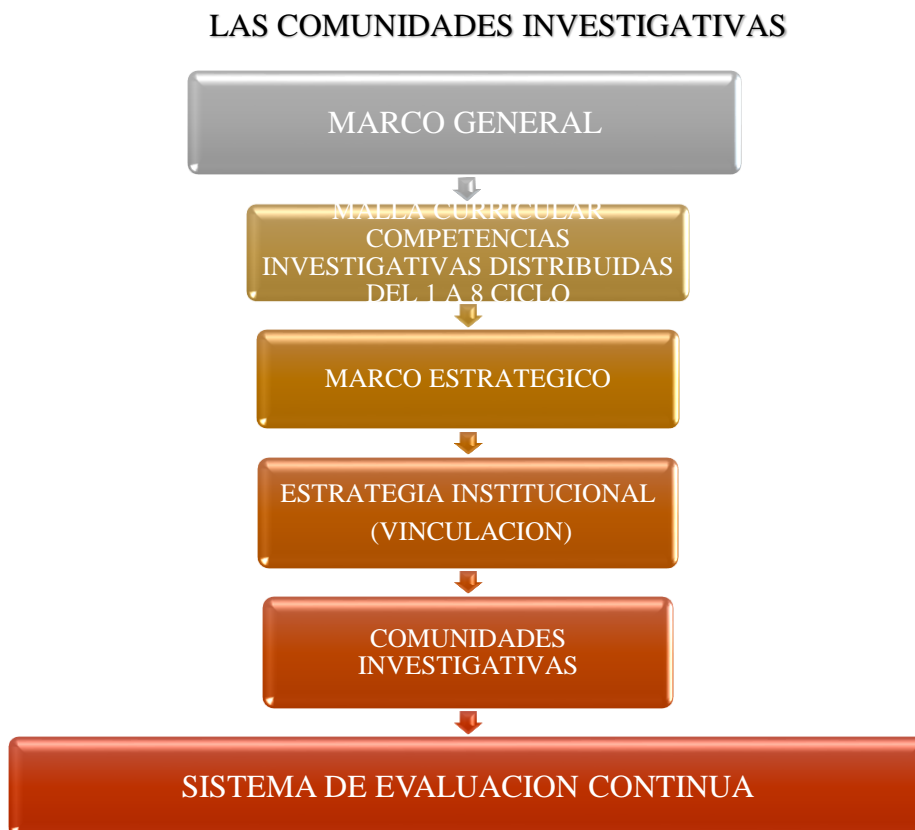 LAS COMUNIDADES INVESTIGATIVAS
MARCO GENERAL
MALLA CURRICULAR
COMPETENCIAS
INVESTIGATIVAS DISTRIBUIDAS
DEL 1 A 8 CICLO
MARCO ESTRATEGICO
ESTRATEGIA INSTITUCIONAL
(VINCULACION)
COMUNIDADES
INVESTIGATIVAS
SISTEMA DE EVALUACION CONTINUA